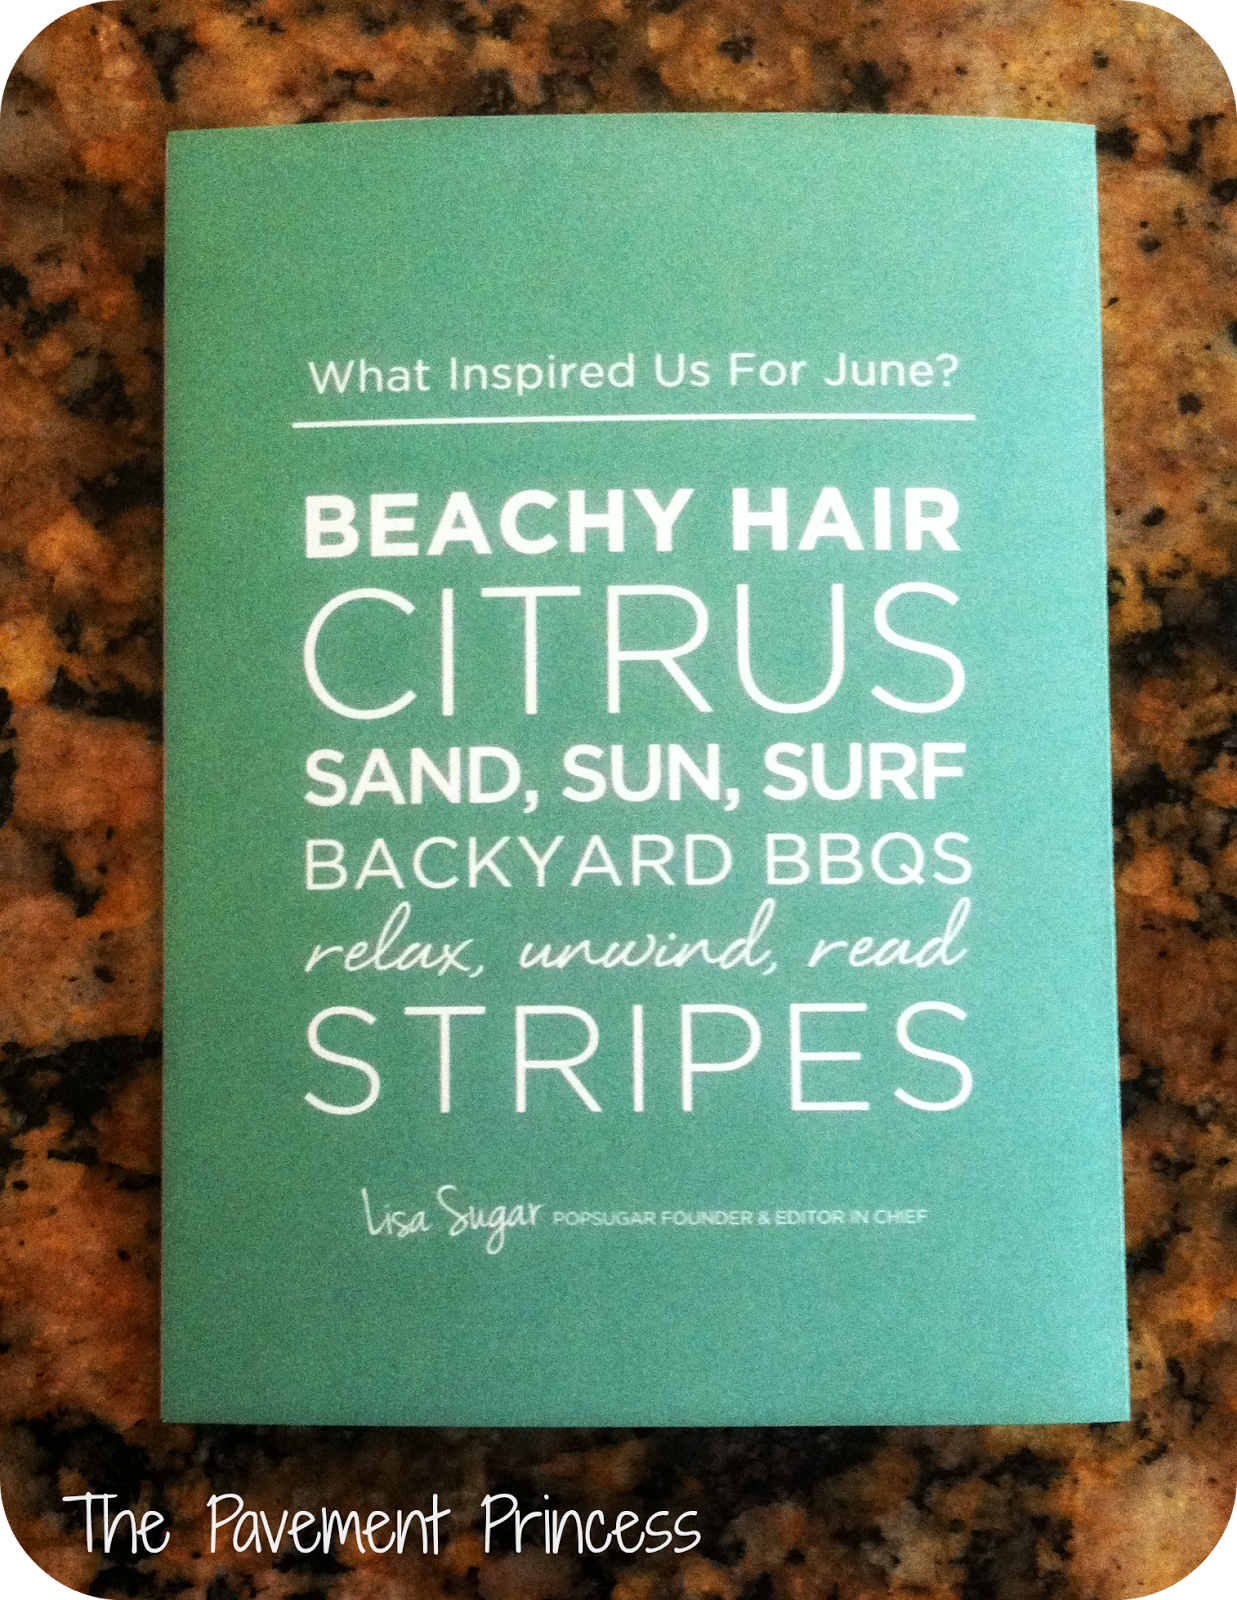 What Inspired Us For June?
BEACHY HAIR
CITRUS
SAND, SUN, SURF
BACKYARD BBQS
relax, unwind, read
STRIPES
Lisa Sugar POPSUGAR FOUNDER & EDITOR IN CHIEF
The Pavement Princess